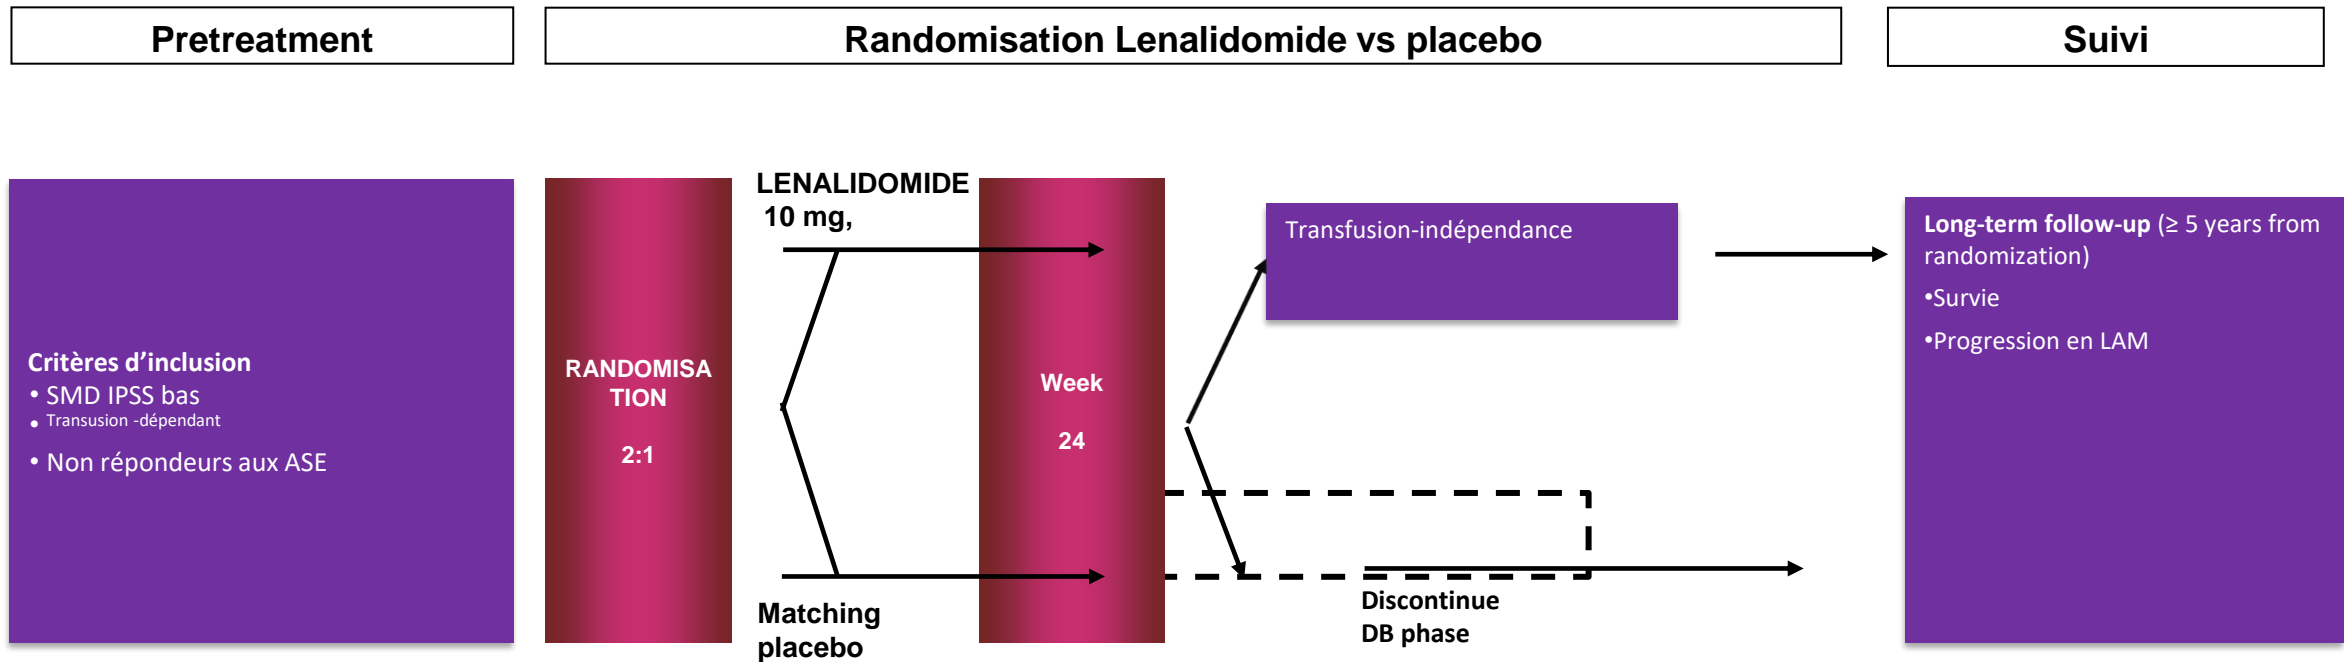 Pretreatment
Randomisation Lenalidomide vs placebo
Suivi
Critères d’inclusion
• SMD IPSS bas
• Transusion -dépendant
• Non répondeurs aux ASE
RANDOMISA
TION
2:1
LENALIDOMIDE
10 mg,
Matching
placebo
Week
24
Transfusion-indépendance
Discontinue
DB phase
Long-term follow-up (≥ 5 years from
randomization)
•Survie
•Progression en LAM